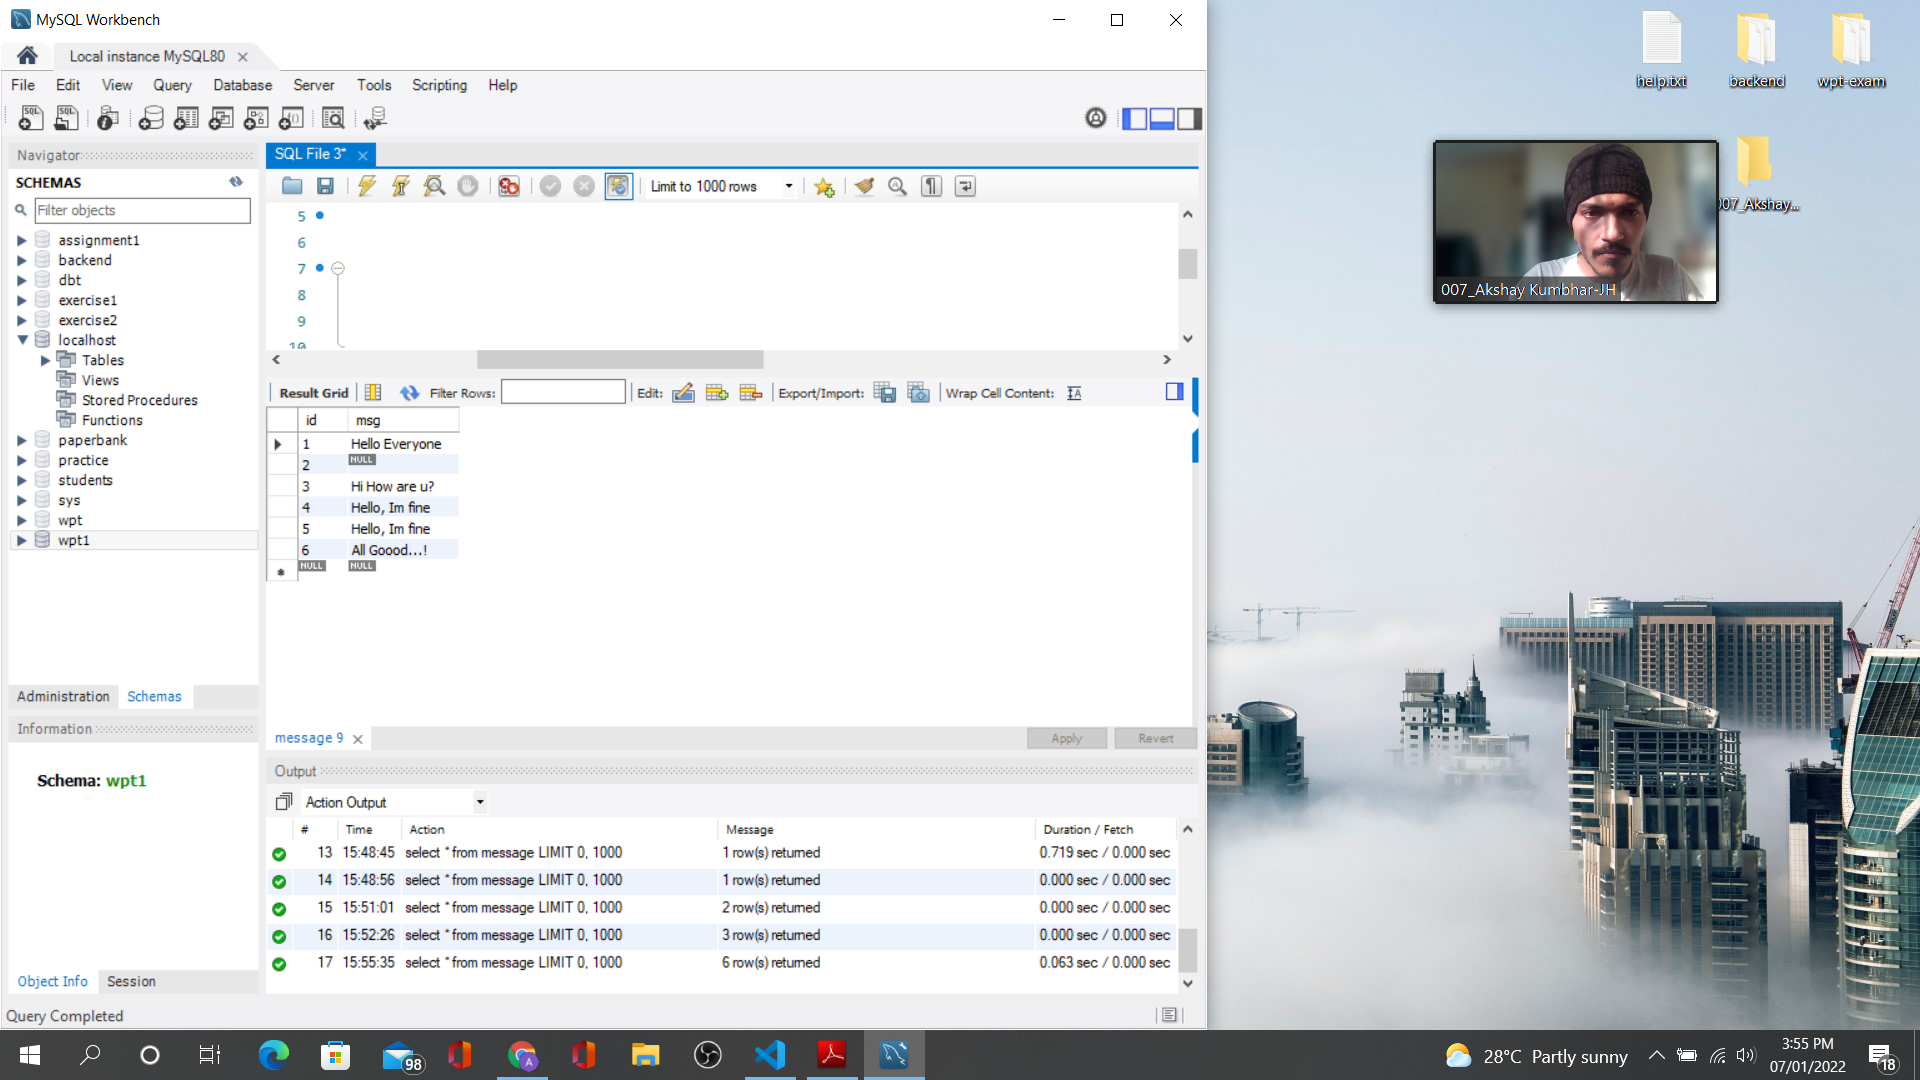 MySQL Workbench
Local instance MySQL80
File Edit View Query Database Server Tools Scripting Help
Navigator
SCHEMAS
Filter objects
assignment1
backend
dbt
exercise1
exercise2
localhost
Tables
Views
Stored Procedures
Functions
paperbank
practice
students
sys
wpt
wpt1
Administration Schemas
Information
Schema: wpt1
Object Info Session
Query Completed
SQL File 3*
Limit to 1000 rows
5
6
7
8
9
10
Result Grid Filter Rows: Edit: Export/Import: Wrap Cell Content:
id msg
1 Hello Everyone
2 NULL
3 Hi How are u?
4 Hello, Im fine
5 Hello, Im fine
6 All Goood...!
NULL NULL
message 9 Apply Revert
Output
Action Output
# Time Action Message Duration / Fetch
13 15:48:45 select * from message LIMIT 0, 1000 1 row(s) returned 0.719 sec / 0.000 sec
14 15:48:56 select * from message LIMIT 0, 1000 1 row(s) returned 0.000 sec / 0.000 sec
15 15:51:01 select * from message LIMIT 0, 1000 2 row(s) returned 0.000 sec / 0.000 sec
16 15:52:26 select * from message LIMIT 0, 1000 3 row(s) returned 0.000 sec / 0.000 sec
17 15:55:35 select * from message LIMIT 0, 1000 6 row(s) returned 0.063 sec / 0.000 sec
help.txt backend wpt-exam
007_Akshay...
007_Akshay Kumbhar-JH
98
A
28°C Partly sunny
3:55 PM
07/01/2022
18